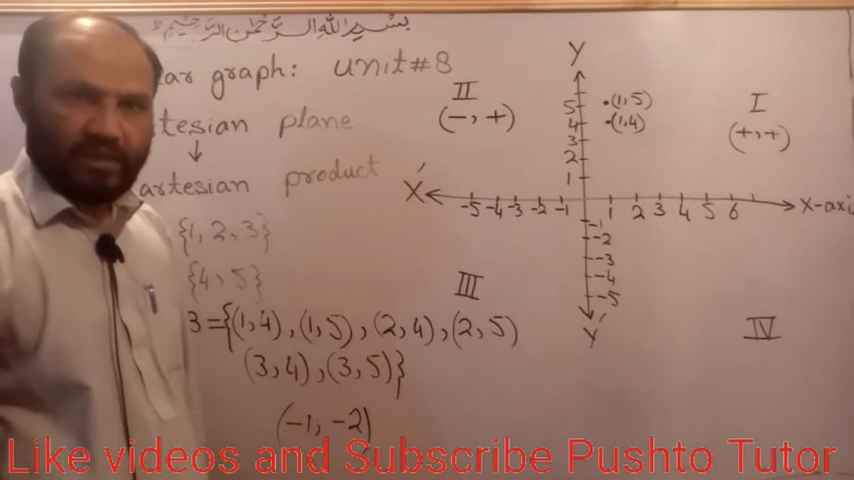 بسم الله الرحمن الرحيم
ar graph: Unit#8
tesian plane
↓
artesian product
{1, 2, 3}
{4, 5}
3={(1,4), (1,5), (2,4), (2,5)
(3,4), (3,5)}
(-1, -2)
Y
II
(-, +)
I
(+, +)
5 •(1,5)
4 •(1,4)
3
2
1
X'
-5 -4 -3 -2 -1 1 2 3 4 5 6
X-axi
-1
-2
-3
-4
-5
Y'
III
IV
Like videos and Subscribe Pushto Tutor